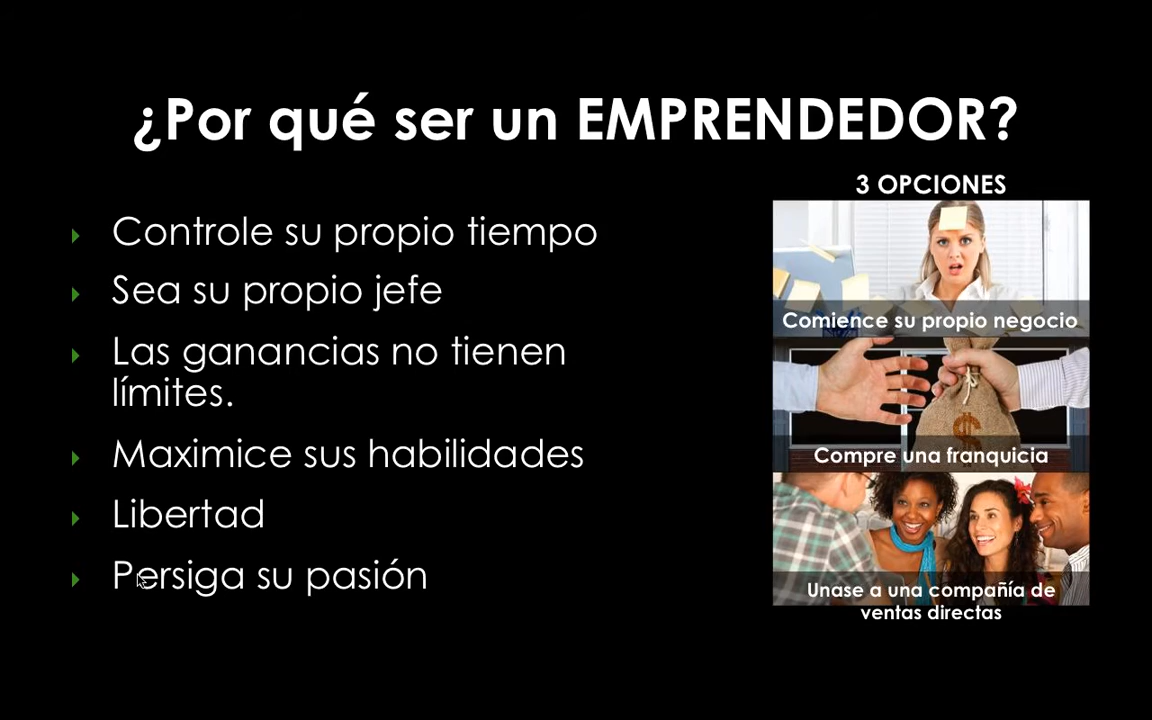 ¿Por qué ser un EMPRENDEDOR?
Controle su propio tiempo
Sea su propio jefe
Las ganancias no tienen
límites.
Maximice sus habilidades
Libertad
Persiga su pasión
3 OPCIONES
Comience su propio negocio
$
Compre una franquicia
Unase a una compañía de
ventas directas